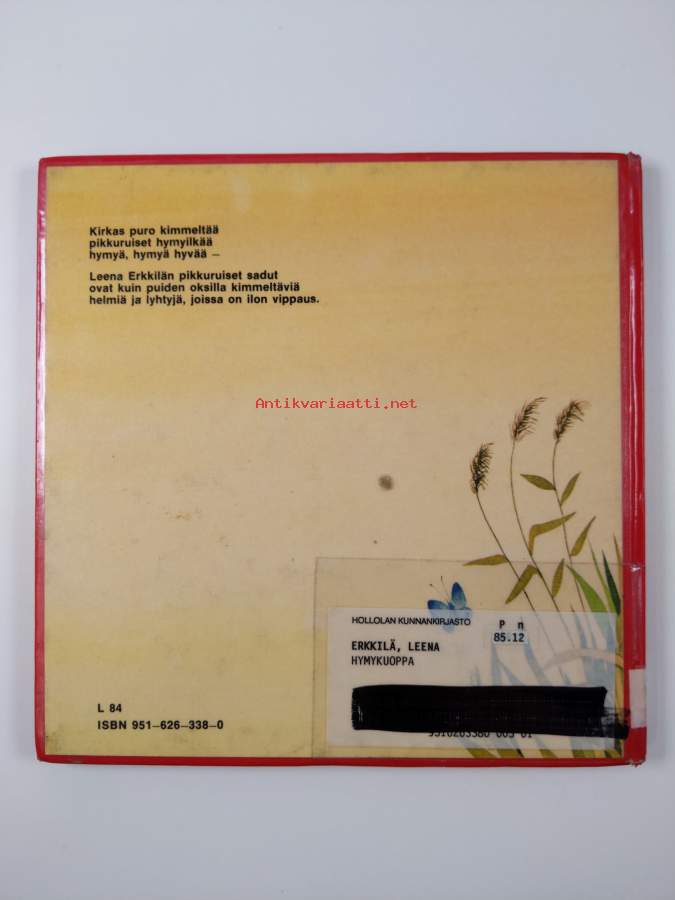 Kirkas puro kimmeltää
pikkuruiset hymyilkää
hymyä, hymyä hyvää –
Leena Erkkilän pikkuruiset sadut
ovat kuin puiden oksilla kimmeltäviä
helmiä ja lyhtyjä, joissa on ilon vippaus.
Antikvariaatti.net
HOLLOLAN KUNNANKIRJASTO
P n
85.12
ERKKILÄ, LEENA
HYMYKUOPPA
L 84
ISBN 951–626–338–0